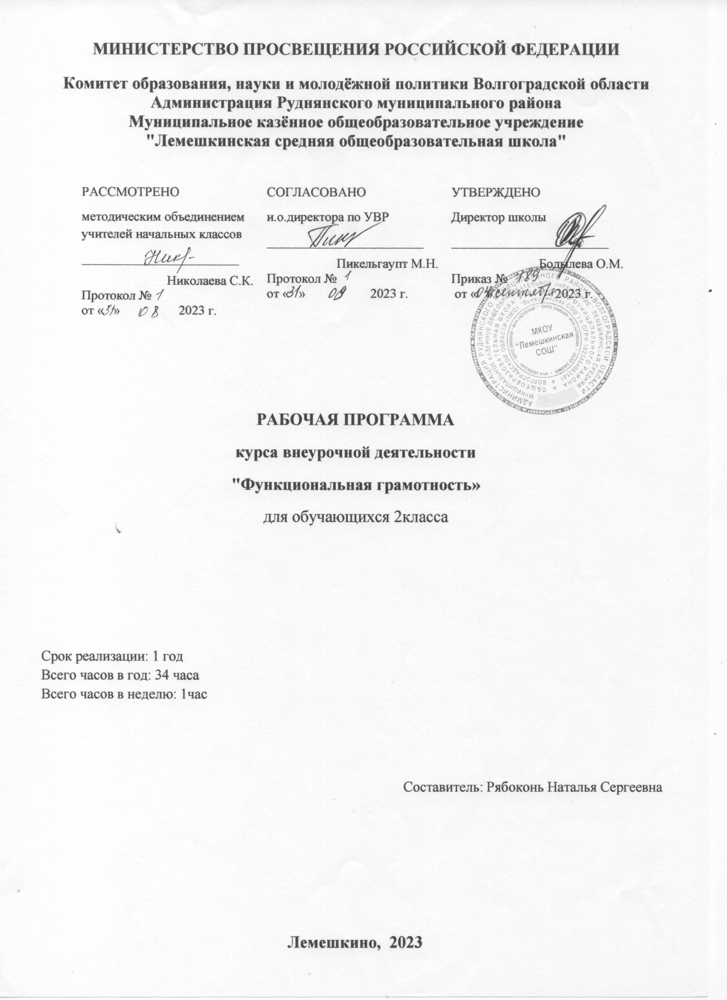 МИНИСТЕРСТВО ПРОСВЕЩЕНИЯ РОССИЙСКОЙ ФЕДЕРАЦИИ
Комитет образования, науки и молодёжной политики Волгоградской области
Администрация Руднянского муниципального района
Муниципальное казённое общеобразовательное учреждение
"Лемешкинская средняя общеобразовательная школа"
РАССМОТРЕНО
методическим объединением
учителей начальных классов
Николаева С.К.
Протокол № 1
от «31» 08 2023 г.
СОГЛАСОВАНО
и.о.директора по УВР
Пикельгаупт М.Н.
Протокол № 1
от «31» 08 2023 г.
УТВЕРЖДЕНО
Директор школы
Бодылева О.М.
Приказ № 189
от «04» сентября 2023 г.
МКОУ
"Лемешкинская
СОШ"
РАБОЧАЯ ПРОГРАММА
курса внеурочной деятельности
"Функциональная грамотность»
для обучающихся 2класса
Срок реализации: 1 год
Всего часов в год: 34 часа
Всего часов в неделю: 1час
Составитель: Рябоконь Наталья Сергеевна
Лемешкино, 2023